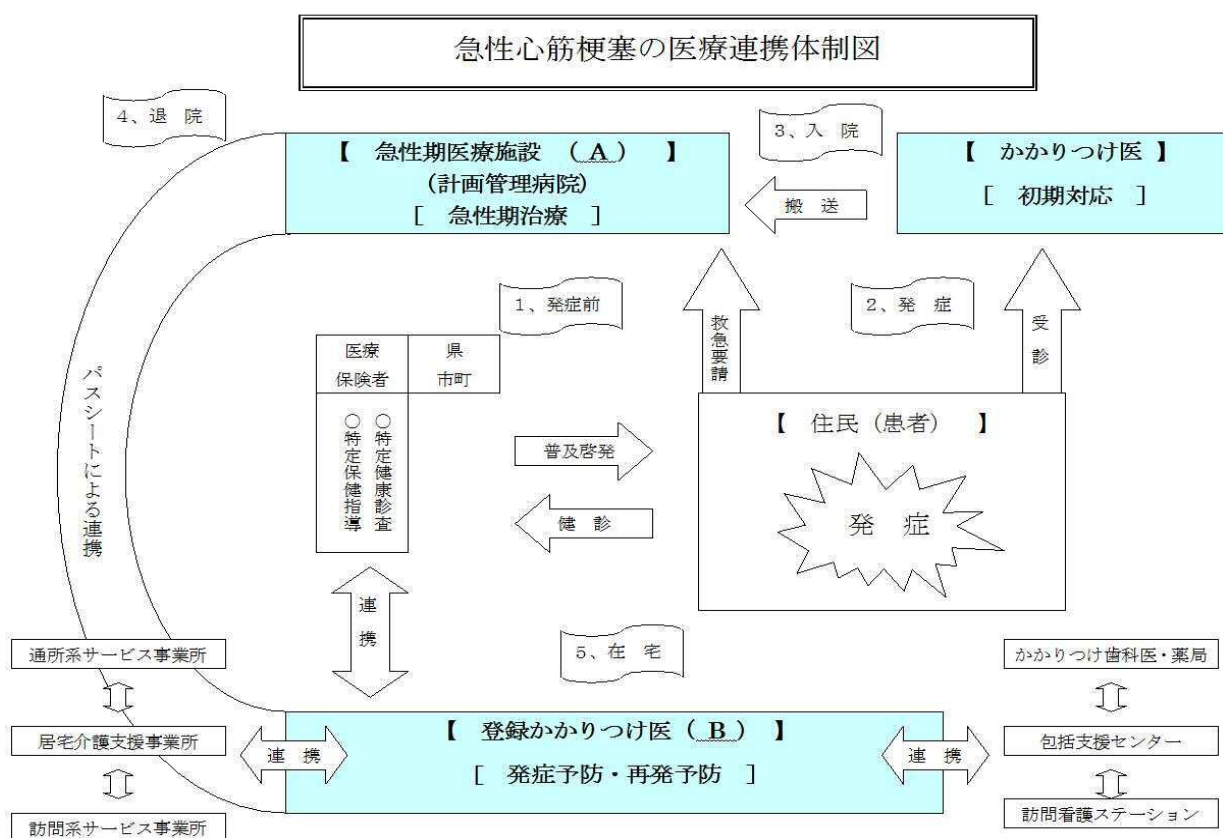 急性心筋梗塞の医療連携体制図
4、退 院
3、入 院
【 急性期医療施設 （ A ） 】
(計画管理病院)
[ 急性期治療 ]
搬 送
【 かかりつけ医 】
[ 初期対応 ]
1、発症前
救急要請
2、発 症
受 診
医療
保険者
県
市町
○特定健康診査
○特定保健指導
普及啓発
健 診
【 住民（患者） 】
発 症
パスシートによる連携
連 携
5、在 宅
通所系サービス事業所
居宅介護支援事業所
訪問系サービス事業所
連 携
【 登録かかりつけ医（ B ） 】
[ 発症予防・再発予防 ]
連 携
かかりつけ歯科医・薬局
包括支援センター
訪問看護ステーション